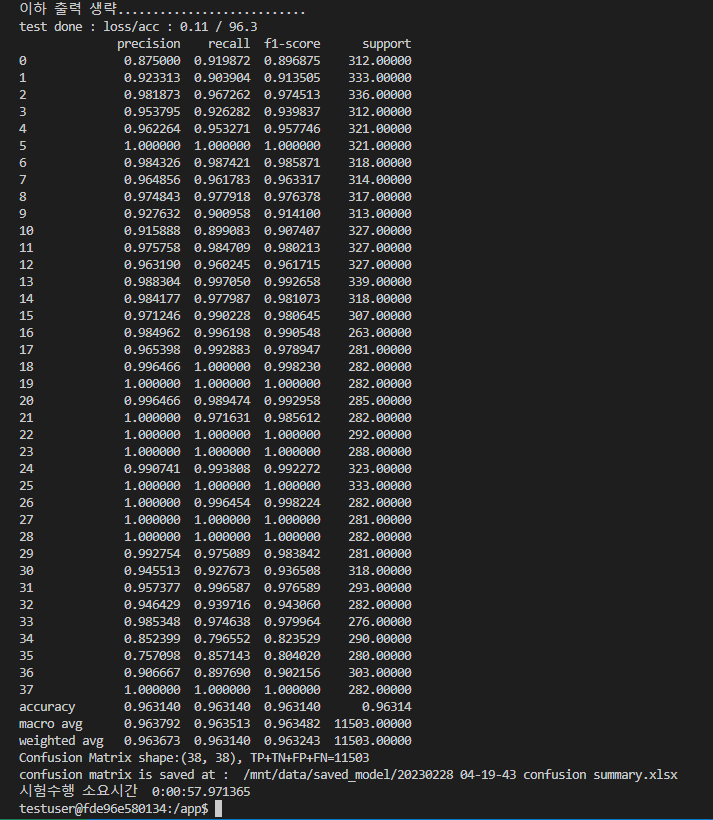 이하 출력 생략...........................
test done : loss/acc : 0.11 / 96.3
precision recall f1-score support
0 0.875000 0.919872 0.896875 312.00000
1 0.923313 0.903904 0.913505 333.00000
2 0.981873 0.967262 0.974513 336.00000
3 0.953795 0.926282 0.939837 312.00000
4 0.962264 0.953271 0.957746 321.00000
5 1.000000 1.000000 1.000000 321.00000
6 0.984326 0.987421 0.985871 318.00000
7 0.964856 0.961783 0.963317 314.00000
8 0.974843 0.977918 0.976378 317.00000
9 0.927632 0.900958 0.914100 313.00000
10 0.915888 0.899083 0.907407 327.00000
11 0.975758 0.984709 0.980213 327.00000
12 0.963190 0.960245 0.961715 327.00000
13 0.988304 0.997050 0.992658 339.00000
14 0.984177 0.977987 0.981073 318.00000
15 0.971246 0.990228 0.980645 307.00000
16 0.984962 0.996198 0.990548 263.00000
17 0.965398 0.992883 0.978947 281.00000
18 0.996466 1.000000 0.998230 282.00000
19 1.000000 1.000000 1.000000 282.00000
20 0.996466 0.989474 0.992958 285.00000
21 1.000000 0.971631 0.985612 282.00000
22 1.000000 1.000000 1.000000 292.00000
23 1.000000 1.000000 1.000000 288.00000
24 0.990741 0.993808 0.992272 323.00000
25 1.000000 1.000000 1.000000 333.00000
26 1.000000 0.996454 0.998224 282.00000
27 1.000000 1.000000 1.000000 281.00000
28 1.000000 1.000000 1.000000 282.00000
29 0.992754 0.975089 0.983842 281.00000
30 0.945513 0.927673 0.936508 318.00000
31 0.957377 0.996587 0.976589 293.00000
32 0.946429 0.939716 0.943060 282.00000
33 0.985348 0.974638 0.979964 276.00000
34 0.852399 0.796552 0.823529 290.00000
35 0.757098 0.857143 0.804020 280.00000
36 0.906667 0.897690 0.902156 303.00000
37 1.000000 1.000000 1.000000 282.00000
accuracy 0.963140 0.963140 0.963140 0.96314
macro avg 0.963792 0.963513 0.963482 11503.00000
weighted avg 0.963673 0.963140 0.963243 11503.00000
Confusion Matrix shape:(38, 38), TP+TN+FP+FN=11503
confusion matrix is saved at : /mnt/data/saved_model/20230228 04-19-43 confusion summary.xlsx
시험수행 소요시간 0:00:57.971365
testuser@fde96e580134:/app$